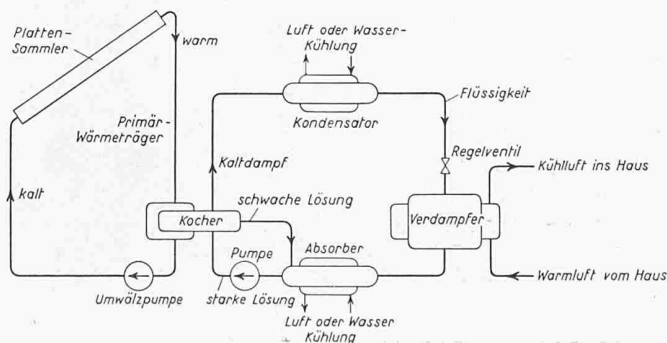 Platten-
Sammler
warm
Luft oder Wasser-
Kühlung
Flüssigkeit
Primär-
Wärmeträger
Kondensator
Regelventil
Kaltdampf
Kühlluft ins Haus
kalt
schwache Lösung
Kocher
Verdampfer
Pumpe
Absorber
Umwälzpumpe
starke Lösung
Warmluft vom Haus
Luft oder Wasser
Kühlung